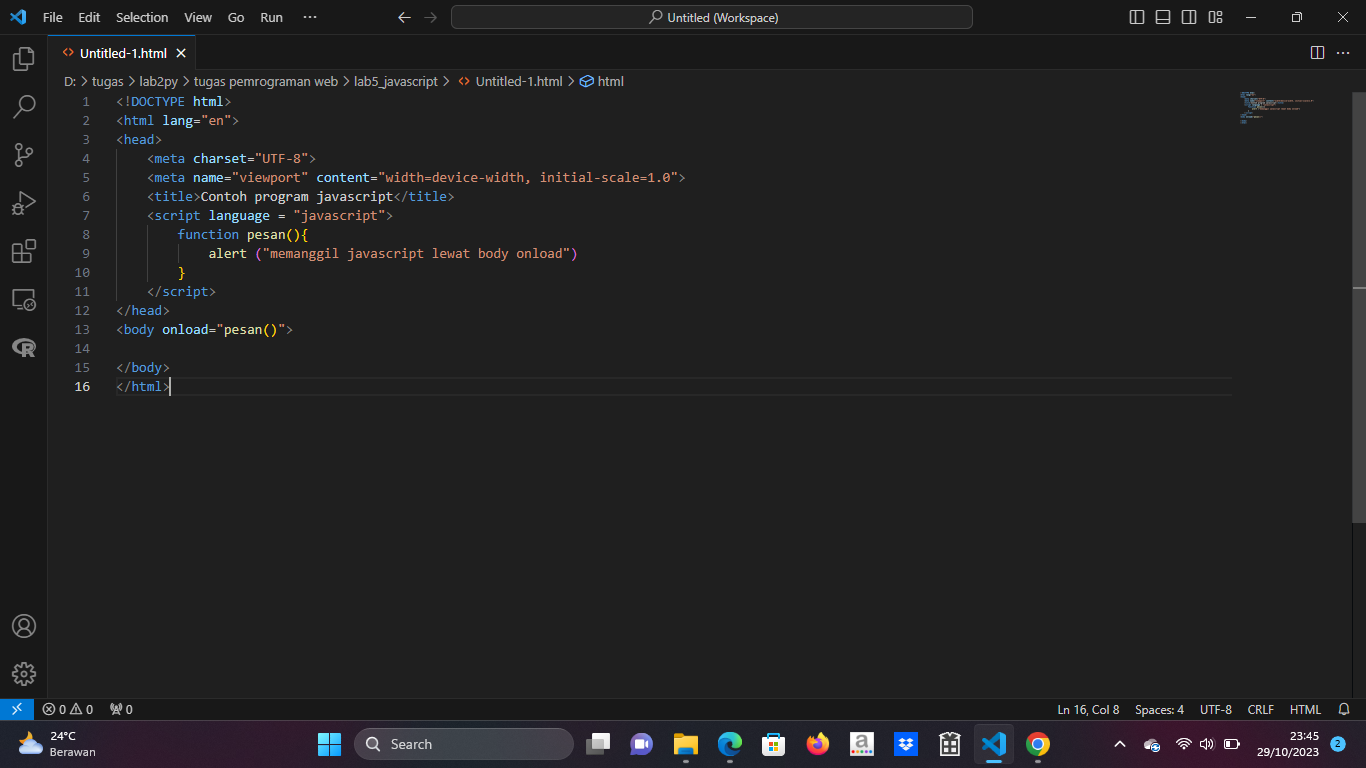 File Edit Selection View Go Run ···
Untitled (Workspace)
Untitled-1.html
D: > tugas > lab2py > tugas pemrograman web > lab5_javascript > Untitled-1.html > html
1 <!DOCTYPE html>
2 <html lang="en">
3 <head>
4 <meta charset="UTF-8">
5 <meta name="viewport" content="width=device-width, initial-scale=1.0">
6 <title>Contoh program javascript</title>
7 <script language = "javascript">
8 function pesan(){
9 alert ("memanggil javascript lewat body onload")
10 }
11 </script>
12 </head>
13 <body onload="pesan()">
14
15 </body>
16 </html>
0 0 0
Ln 16, Col 8 Spaces: 4 UTF-8 CRLF HTML
24°C
Berawan
Search
23:45
29/10/2023
2